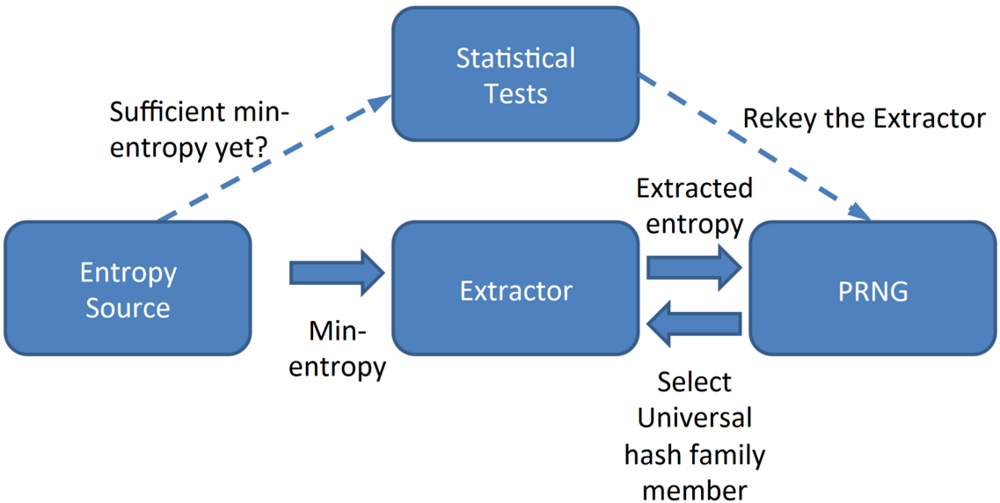 Statistical
Tests
Sufficient min-
entropy yet?
Rekey the Extractor
Extracted
entropy
Entropy
Source
Extractor
PRNG
Min-
entropy
Select
Universal
hash family
member